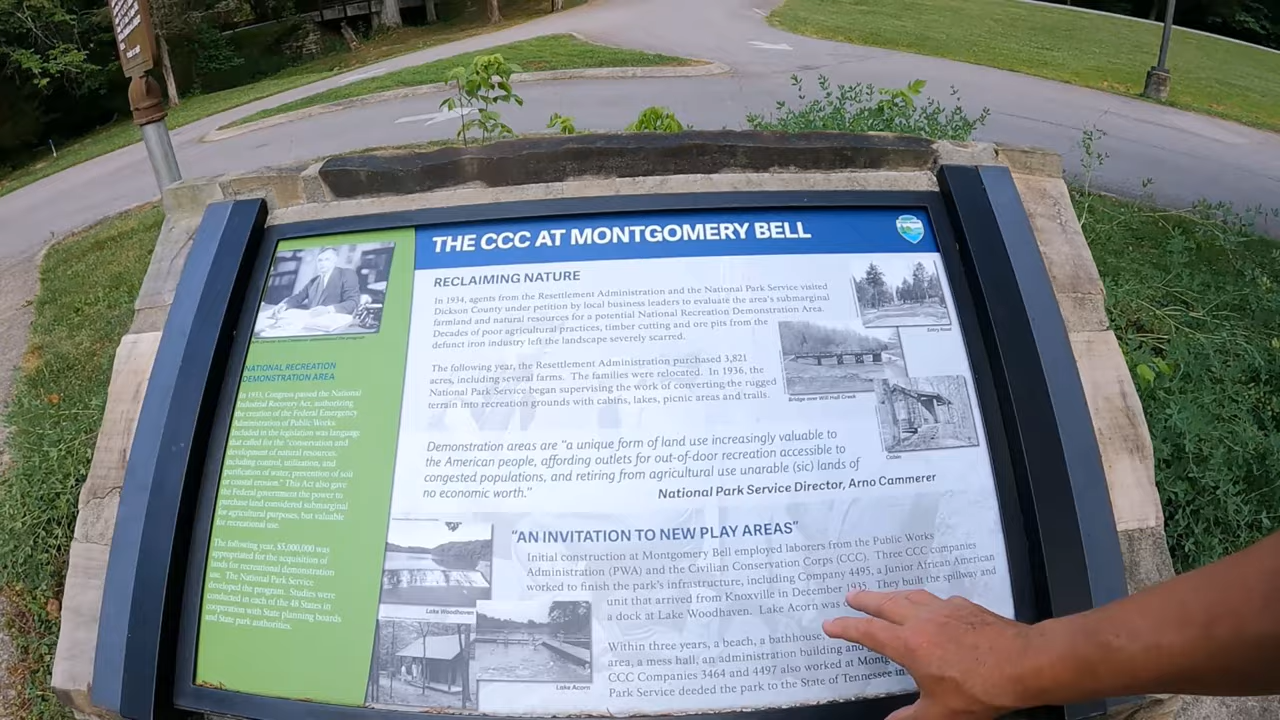 THE CCC AT MONTGOMERY BELL
NATIONAL RECREATION
DEMONSTRATION AREA
In 1933, Congress passed the National
Industrial Recovery Act, authorizing
the creation of the Federal Emergency
Administration of Public Works.
Included in the legislation was language
that called for the "conservation and
development of natural resources,
including control, utilization, and
purification of water, prevention of soil
or coastal erosion." This Act also gave
the Federal government the power to
purchase land considered submarginal
for agricultural purposes, but valuable
for recreational use.
The following year, $5,000,000 was
appropriated for the acquisition of
lands for recreational demonstration
use. The National Park Service
developed the program. Studies were
conducted in each of the 48 States in
cooperation with State planning boards
and State park authorities.
RECLAIMING NATURE
In 1934, agents from the Resettlement Administration and the National Park Service visited
Dickson County under petition by local business leaders to evaluate the area's submarginal
farmland and natural resources for a potential National Recreation Demonstration Area.
Decades of poor agricultural practices, timber cutting and ore pits from the
defunct iron industry left the landscape severely scarred.
The following year, the Resettlement Administration purchased 3,821
acres, including several farms. The families were relocated. In 1936, the
National Park Service began supervising the work of converting the rugged
terrain into recreation grounds with cabins, lakes, picnic areas and trails.
Entry Road
Bridge over Will Hall Creek
Cabin
Demonstration areas are "a unique form of land use increasingly valuable to
the American people, affording outlets for out-of-door recreation accessible to
congested populations, and retiring from agricultural use unarable (sic) lands of
no economic worth."
National Park Service Director, Arno Cammerer
"AN INVITATION TO NEW PLAY AREAS"
Initial construction at Montgomery Bell employed laborers from the Public Works
Administration (PWA) and the Civilian Conservation Corps (CCC). Three CCC companies
worked to finish the park's infrastructure, including Company 4495, a Junior African American
unit that arrived from Knoxville in December 1935. They built the spillway and
a dock at Lake Woodhaven. Lake Acorn was
Within three years, a beach, a bathhouse,
area, a mess hall, an administration building and
CCC Companies 3464 and 4497 also worked at
Park Service deeded the park to the State of Tennessee in
Lake Woodhaven
Lake Acorn